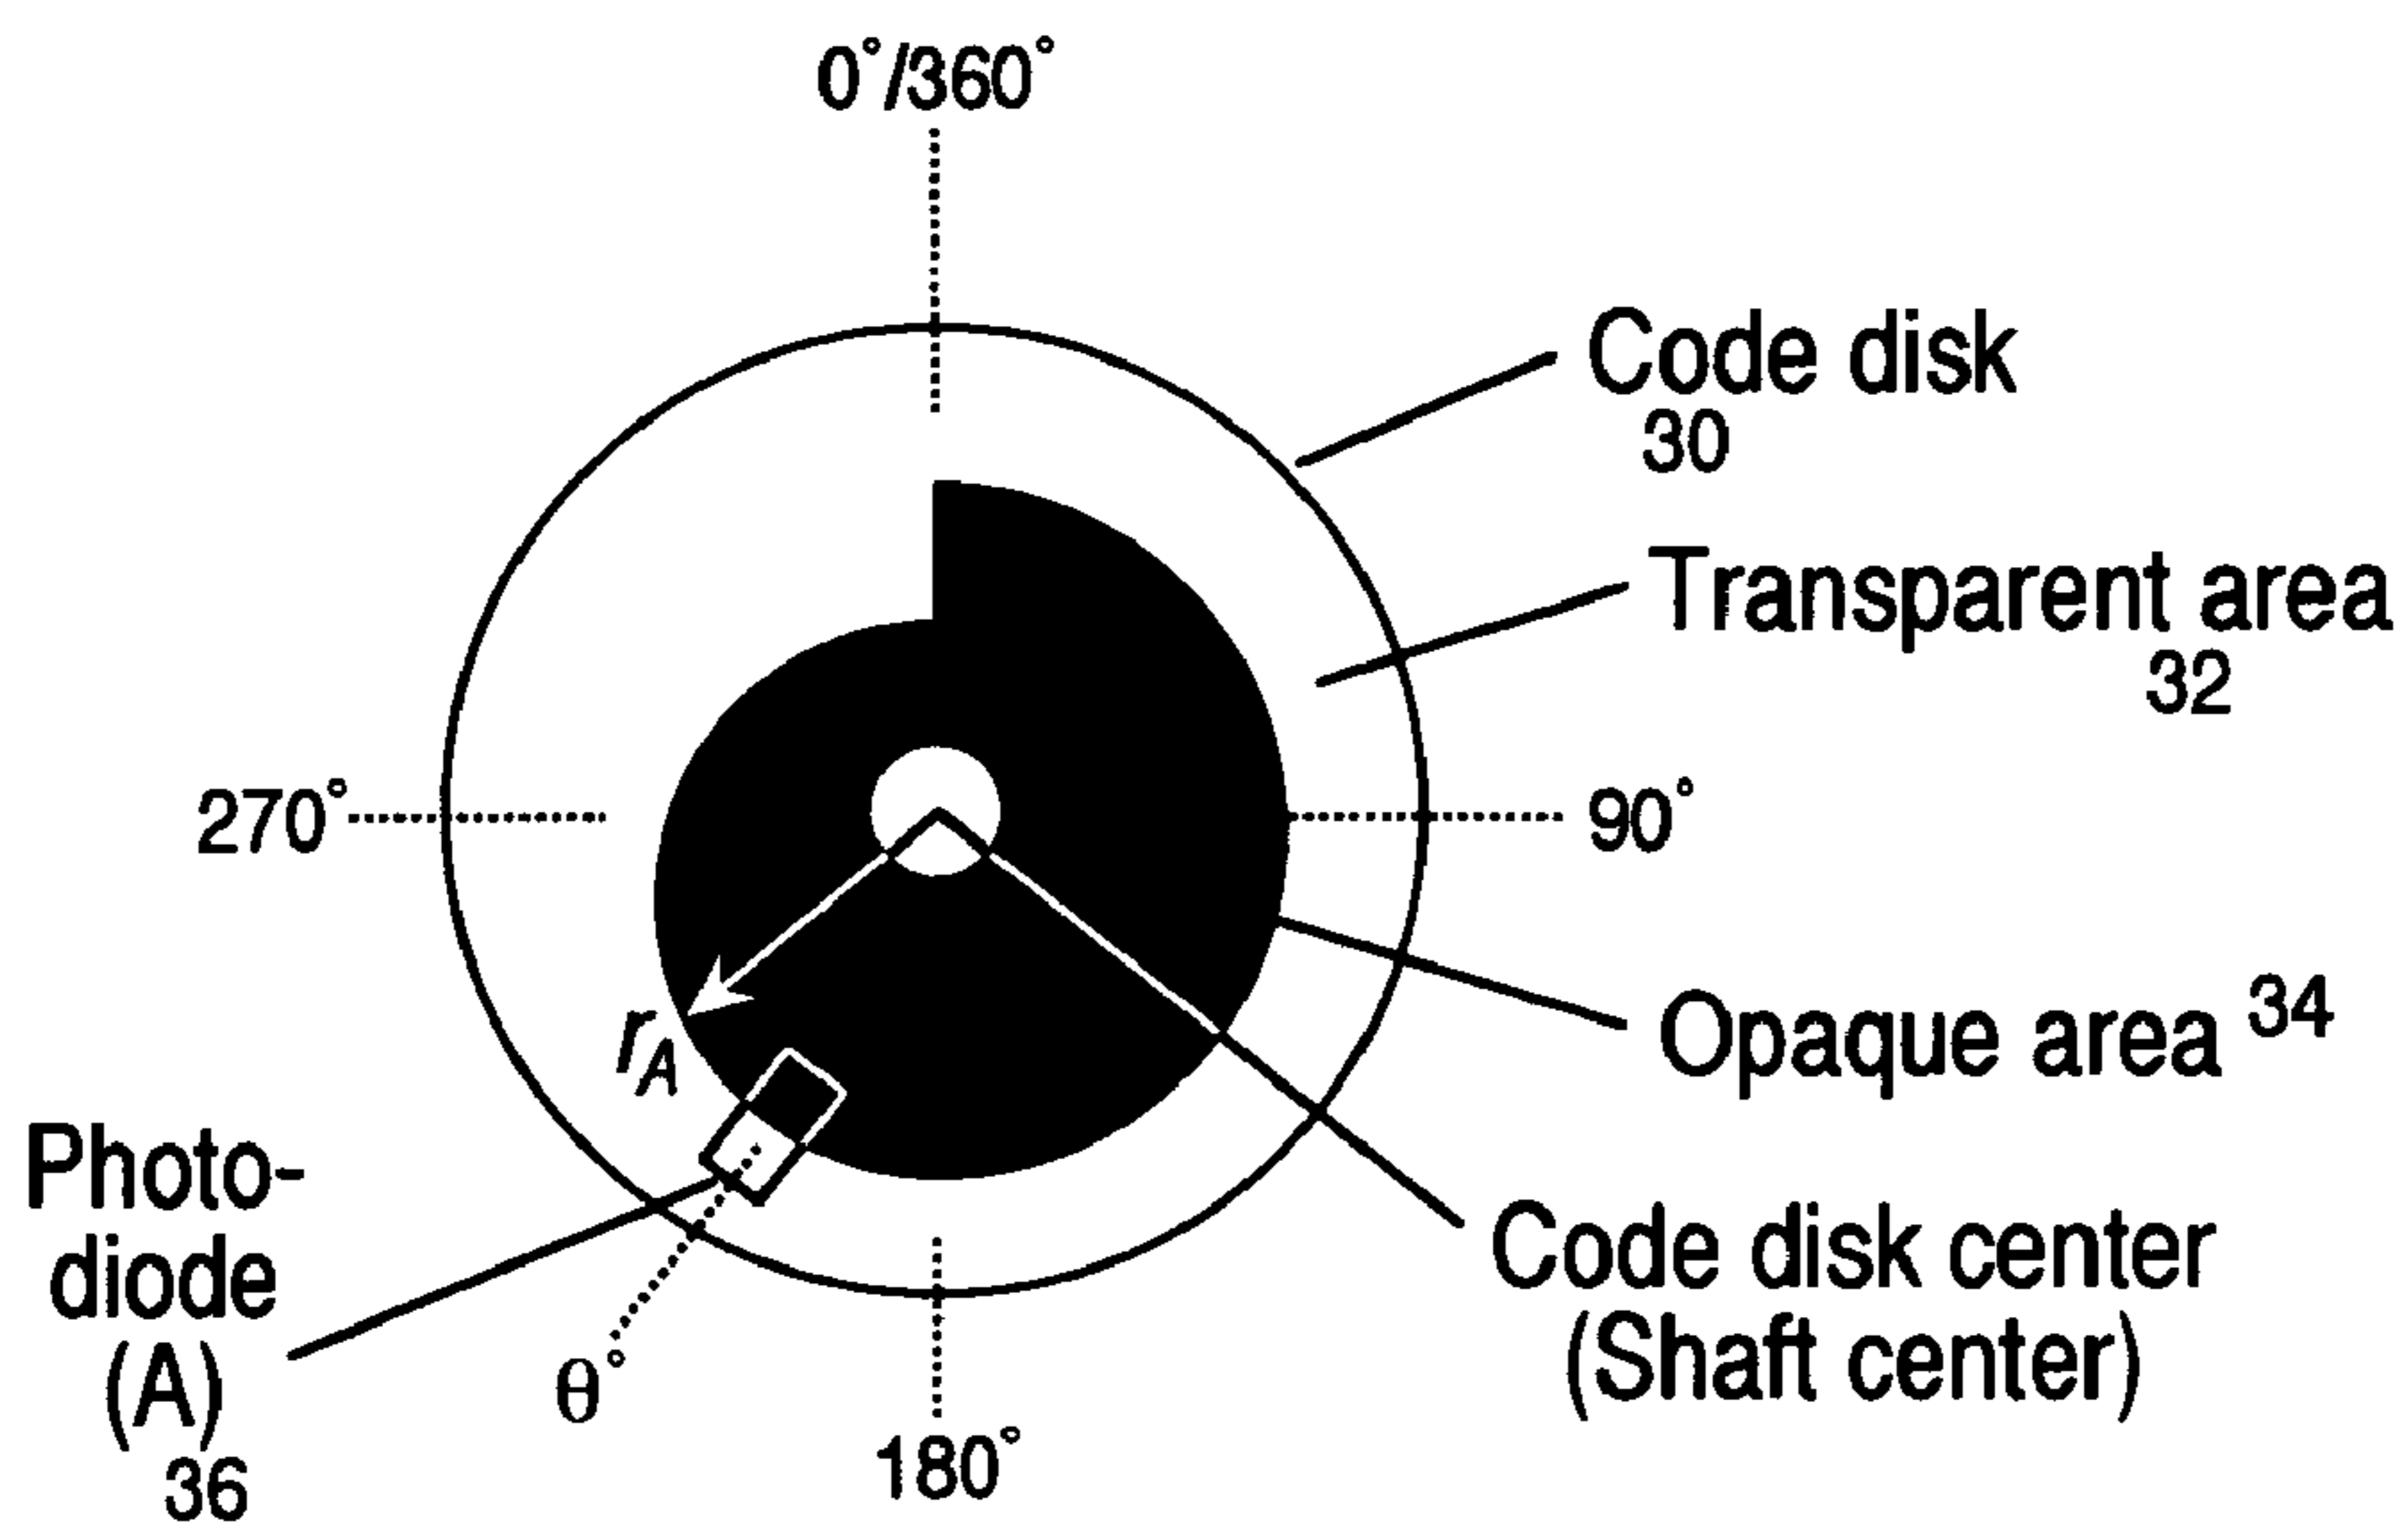 0°/360°
Code disk
30
Transparent area
32
270°
90°
Opaque area 34
rA
Photo-
diode
(A)
36
θ°
180°
Code disk center
(Shaft center)